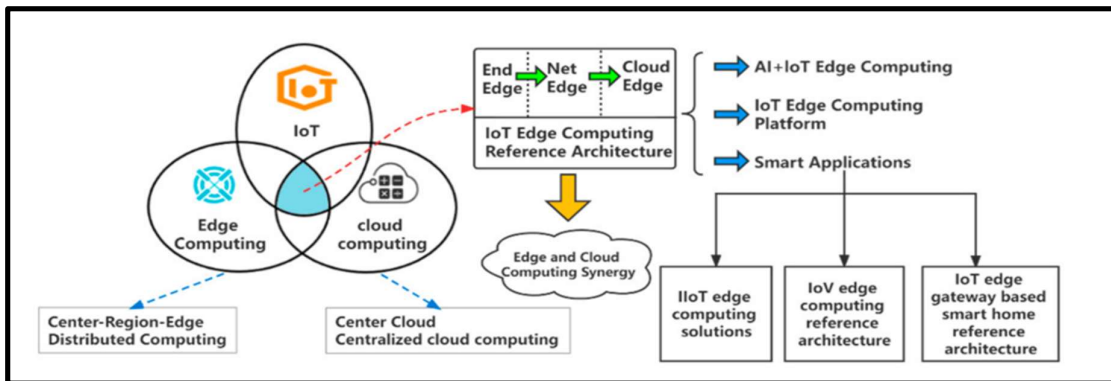 IoT
IoT
Edge
Computing
cloud
computing
Center-Region-Edge
Distributed Computing
Center Cloud
Centralized cloud computing
End
Edge
Net
Edge
Cloud
Edge
IoT Edge Computing
Reference Architecture
Edge and Cloud
Computing Synergy
AI+IoT Edge Computing
IoT Edge Computing
Platform
Smart Applications
IIoT edge
computing
solutions
IoV edge
computing
reference
architecture
IoT edge
gateway based
smart home
reference
architecture